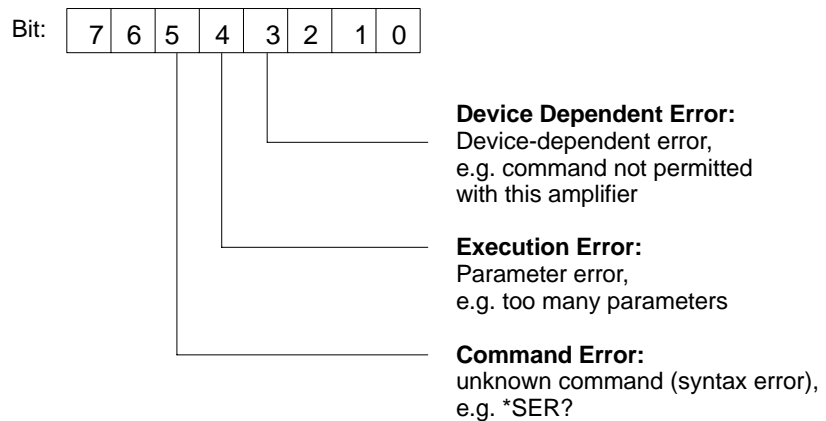 Bit: 7 6 5 4 3 2 1 0
Device Dependent Error:
Device-dependent error,
e.g. command not permitted
with this amplifier
Execution Error:
Parameter error,
e.g. too many parameters
Command Error:
unknown command (syntax error),
e.g. *SER?